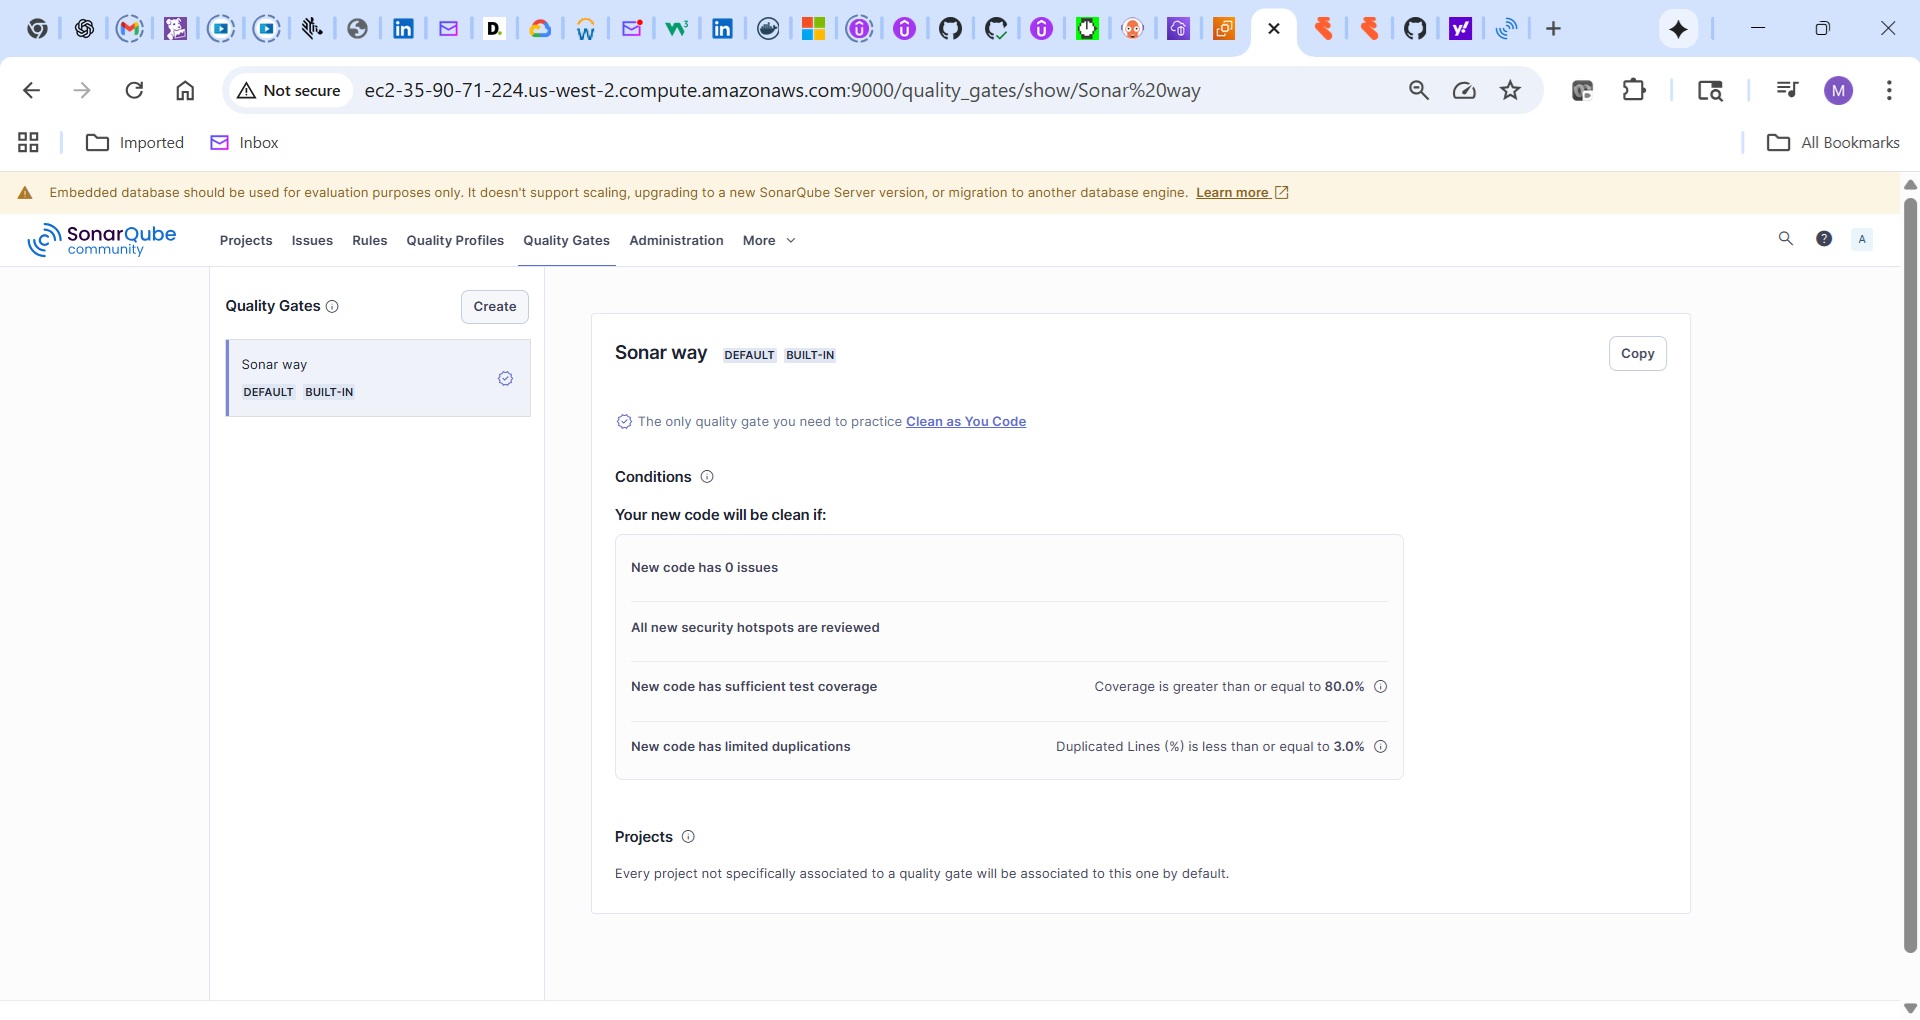 Not secure
ec2-35-90-71-224.us-west-2.compute.amazonaws.com:9000/quality_gates/show/Sonar%20way
M
Imported
Inbox
All Bookmarks
Embedded database should be used for evaluation purposes only. It doesn't support scaling, upgrading to a new SonarQube Server version, or migration to another database engine. Learn more
SonarQube
community
Projects
Issues
Rules
Quality Profiles
Quality Gates
Administration
More
A
Quality Gates
Create
Sonar way
DEFAULT BUILT-IN
Sonar way DEFAULT BUILT-IN
Copy
The only quality gate you need to practice Clean as You Code
Conditions
Your new code will be clean if:
New code has 0 issues
All new security hotspots are reviewed
New code has sufficient test coverage
Coverage is greater than or equal to 80.0%
New code has limited duplications
Duplicated Lines (%) is less than or equal to 3.0%
Projects
Every project not specifically associated to a quality gate will be associated to this one by default.